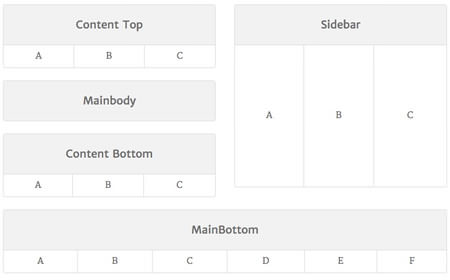 Content Top
A B C
Mainbody
Content Bottom
A B C
Sidebar
A B C
MainBottom
A B C D E F